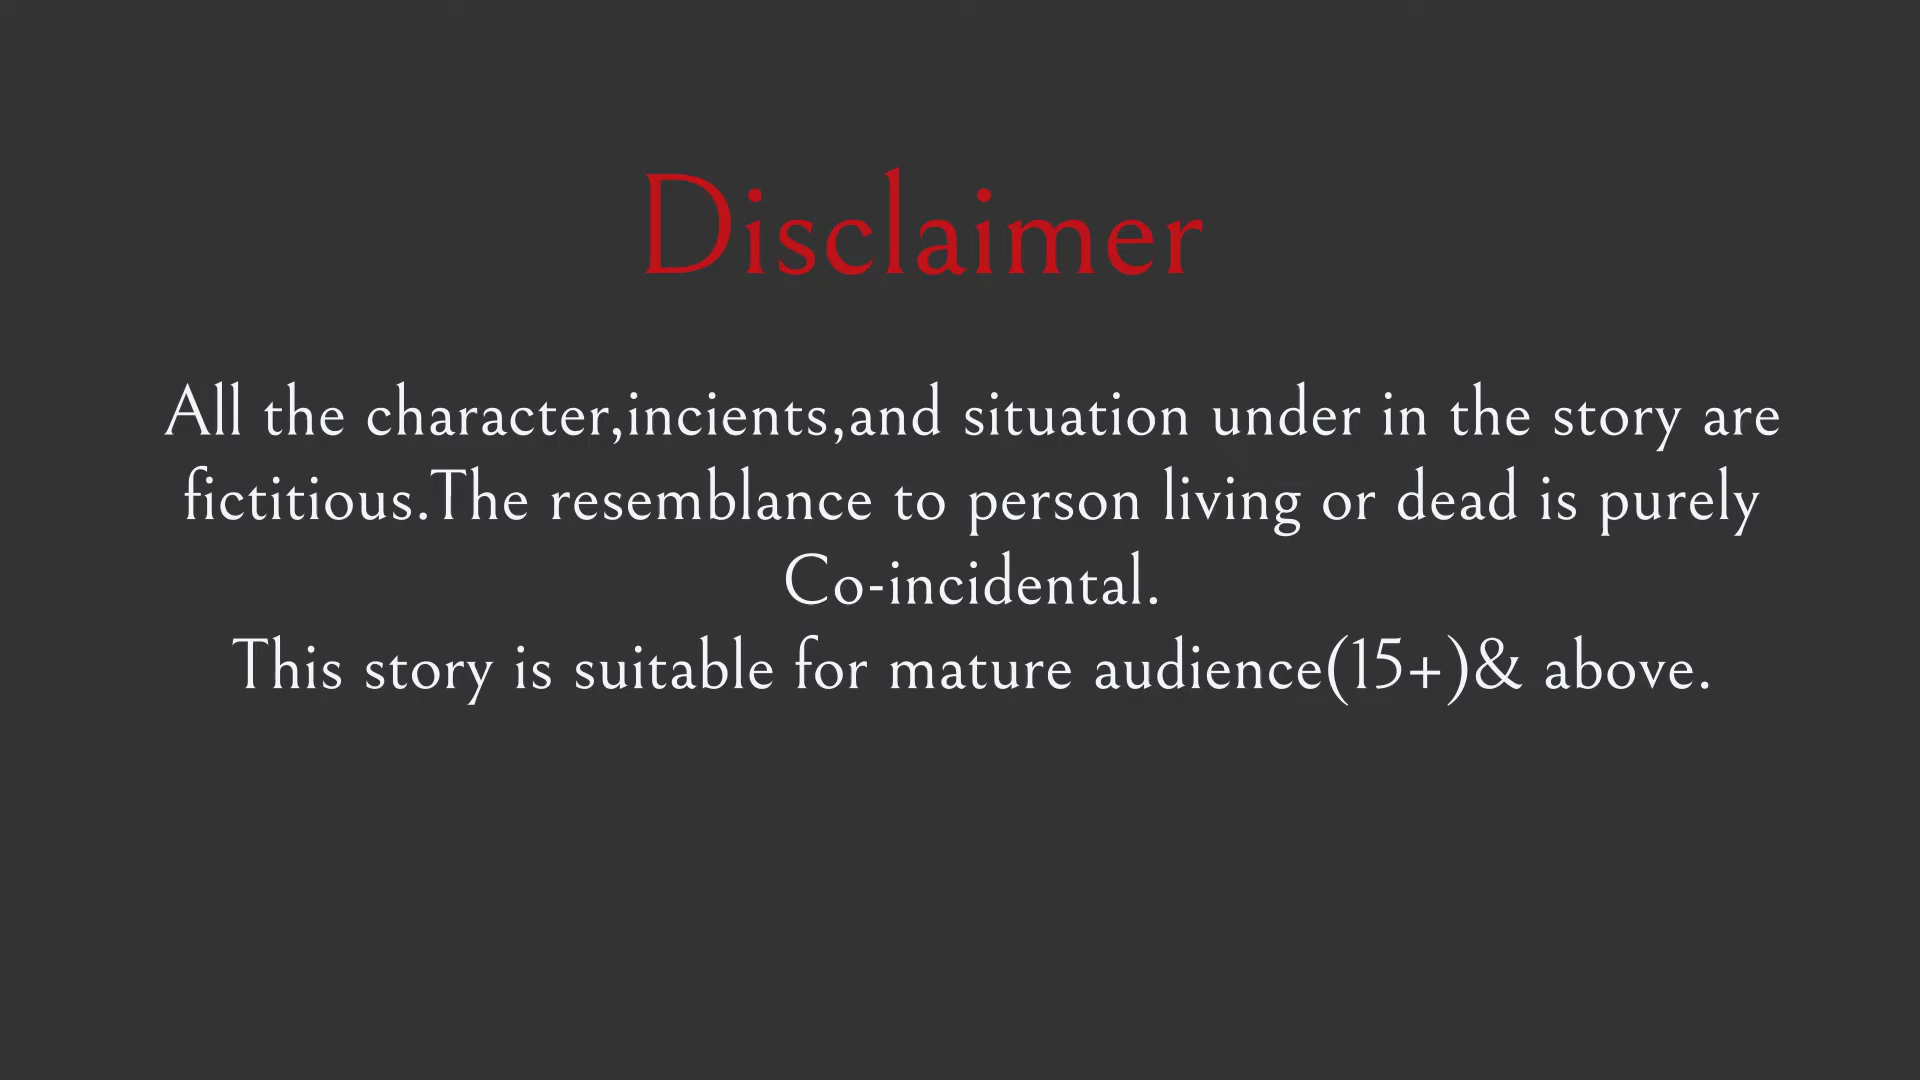 Disclaimer
All the character,incients,and situation under in the story are
fictitious.The resemblance to person living or dead is purely
Co-incidental.
This story is suitable for mature audience(15+)& above.